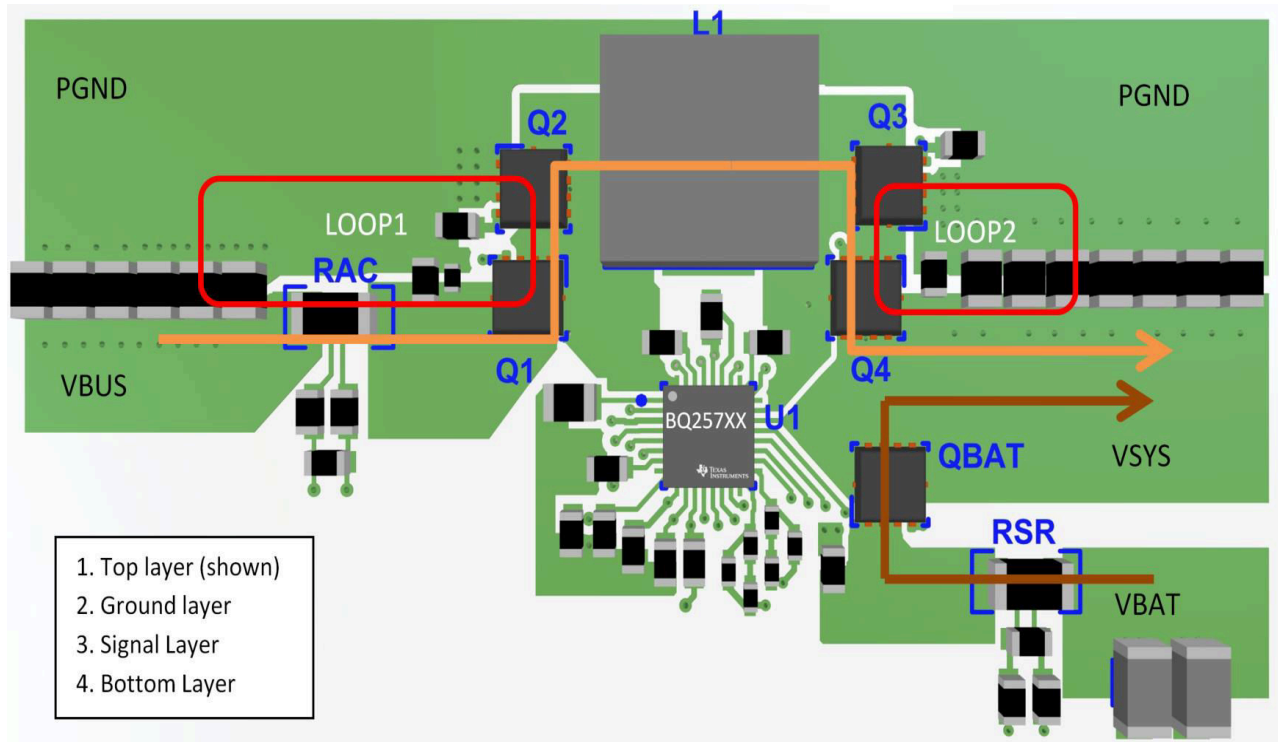 L1
PGND
PGND
Q2
Q3
LOOP1
LOOP2
RAC
Q1
Q4
VBUS
BQ257XX
U1
TEXAS
INSTRUMENTS
QBAT
VSYS
RSR
VBAT
1. Top layer (shown)
2. Ground layer
3. Signal Layer
4. Bottom Layer